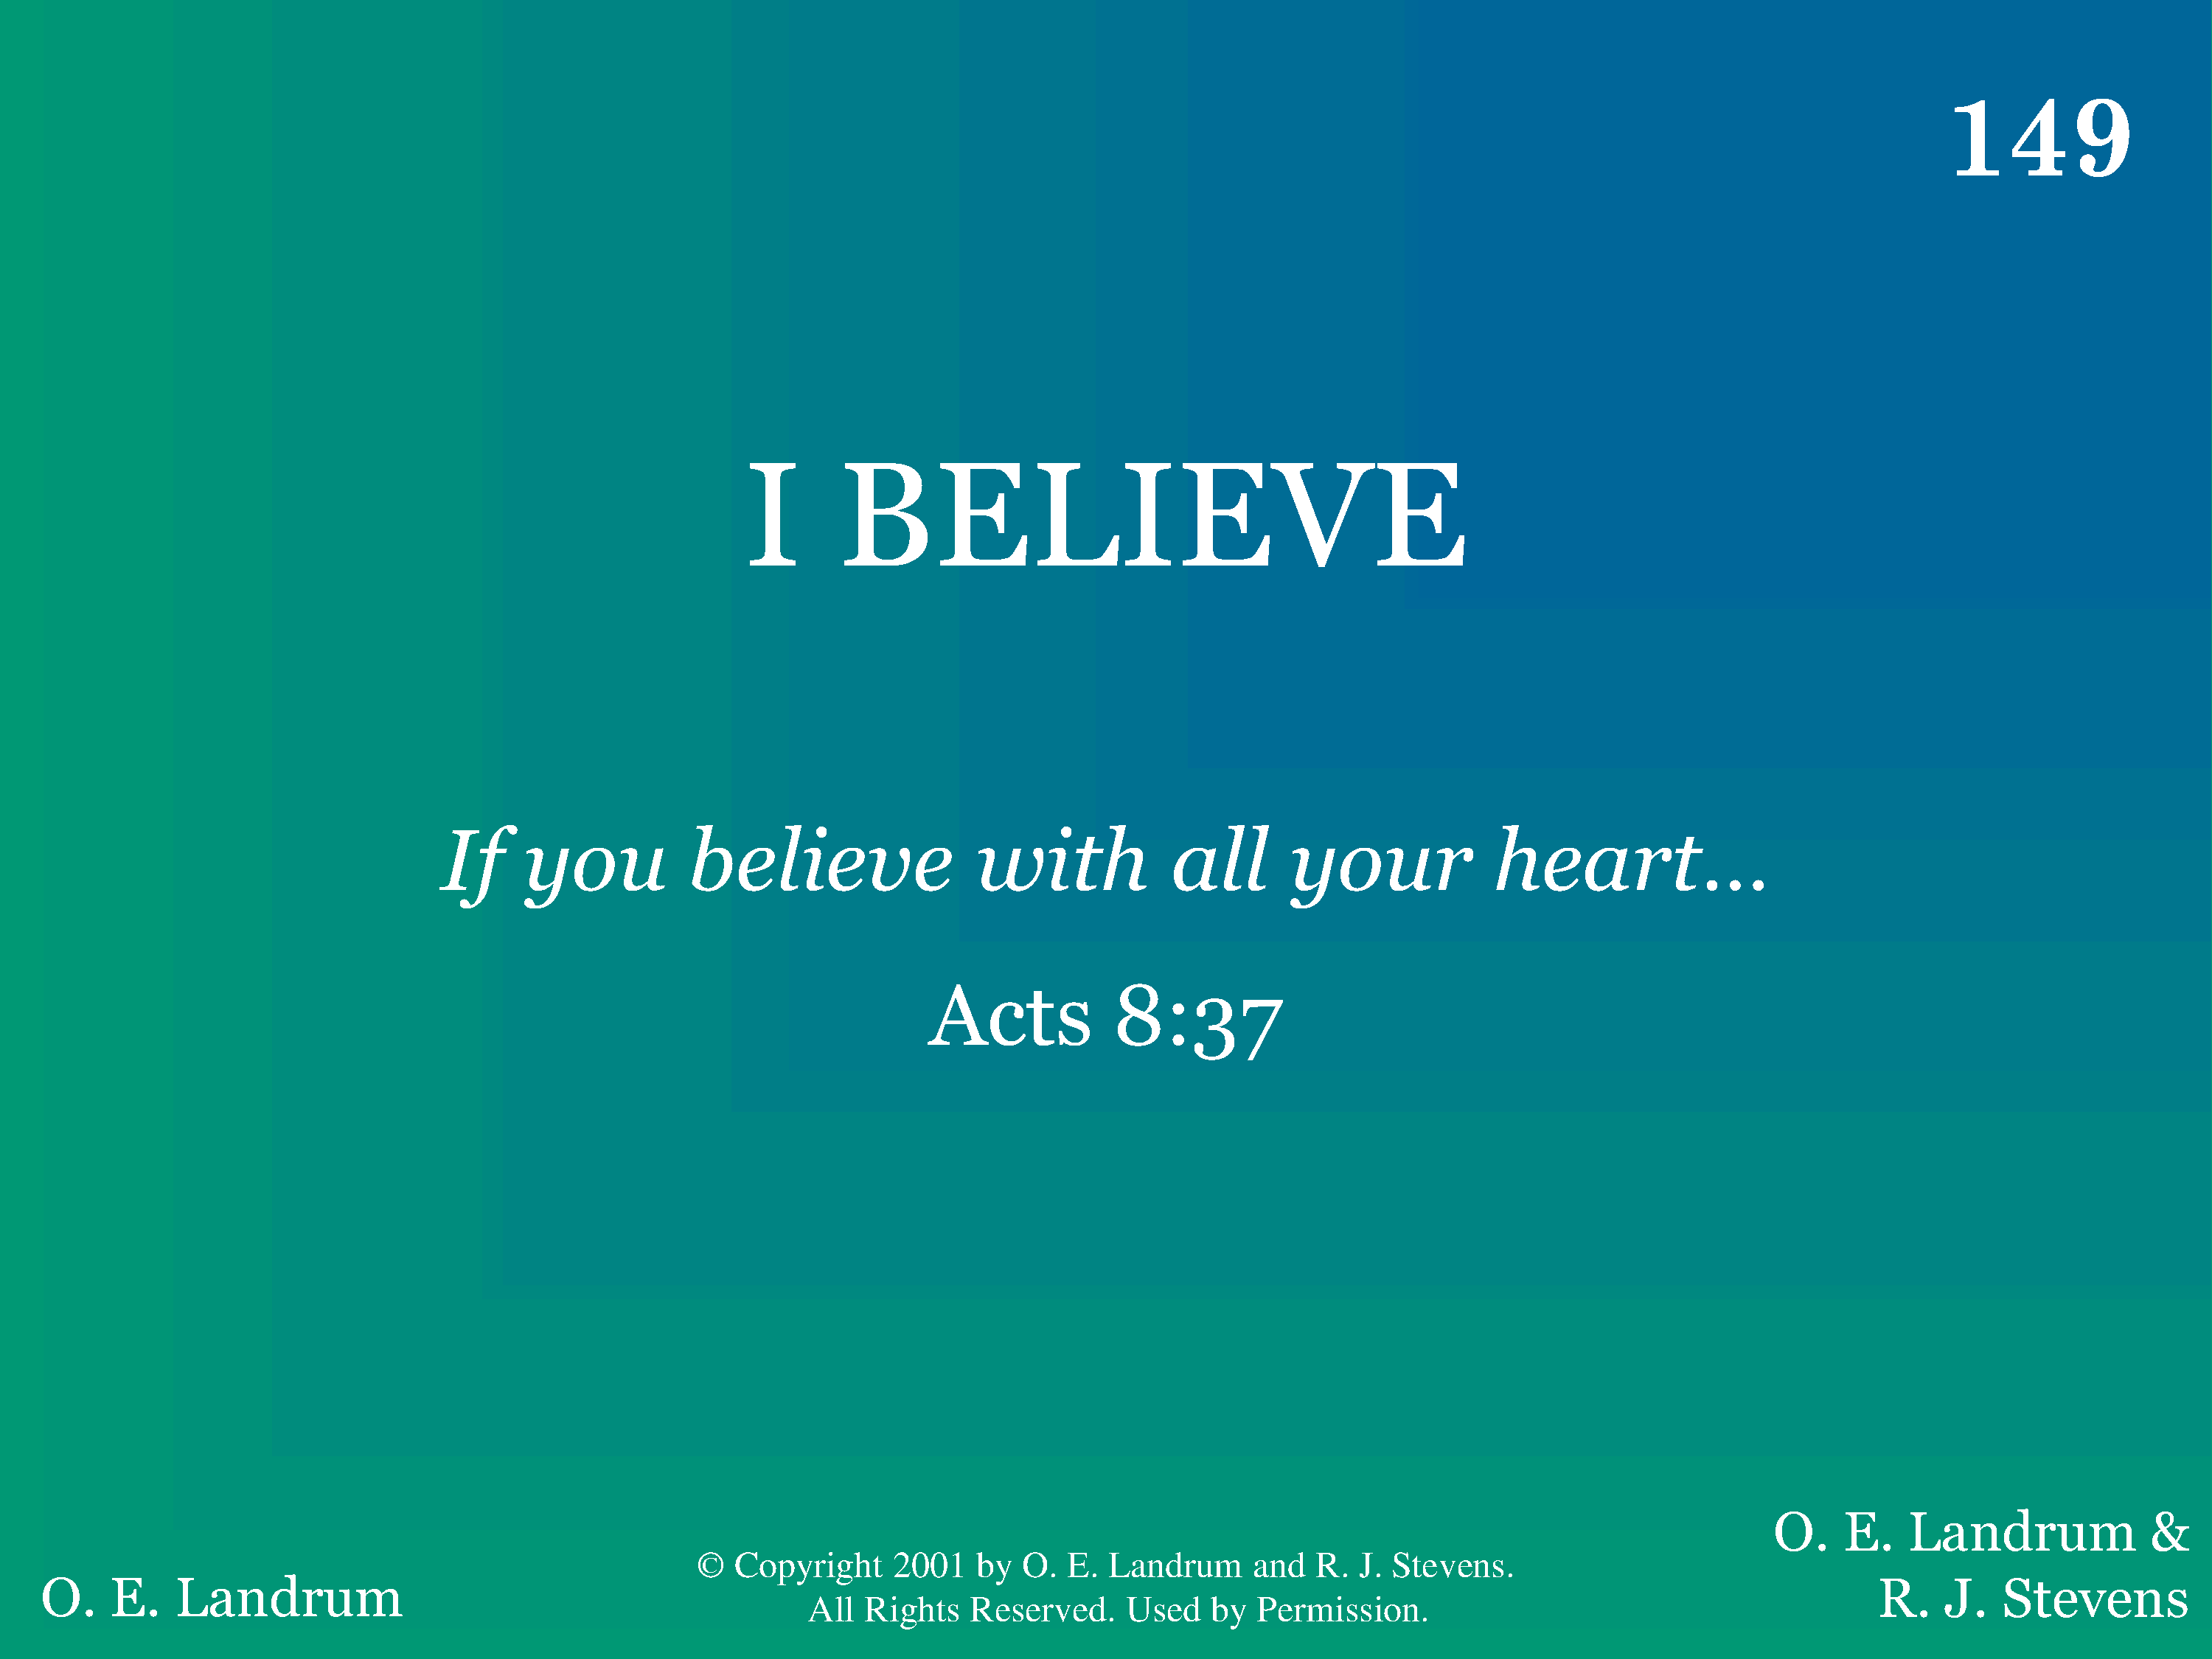 149
I BELIEVE
If you believe with all your heart...
Acts 8:37
O. E. Landrum
© Copyright 2001 by O. E. Landrum and R. J. Stevens.
All Rights Reserved. Used by Permission.
O. E. Landrum &
R. J. Stevens